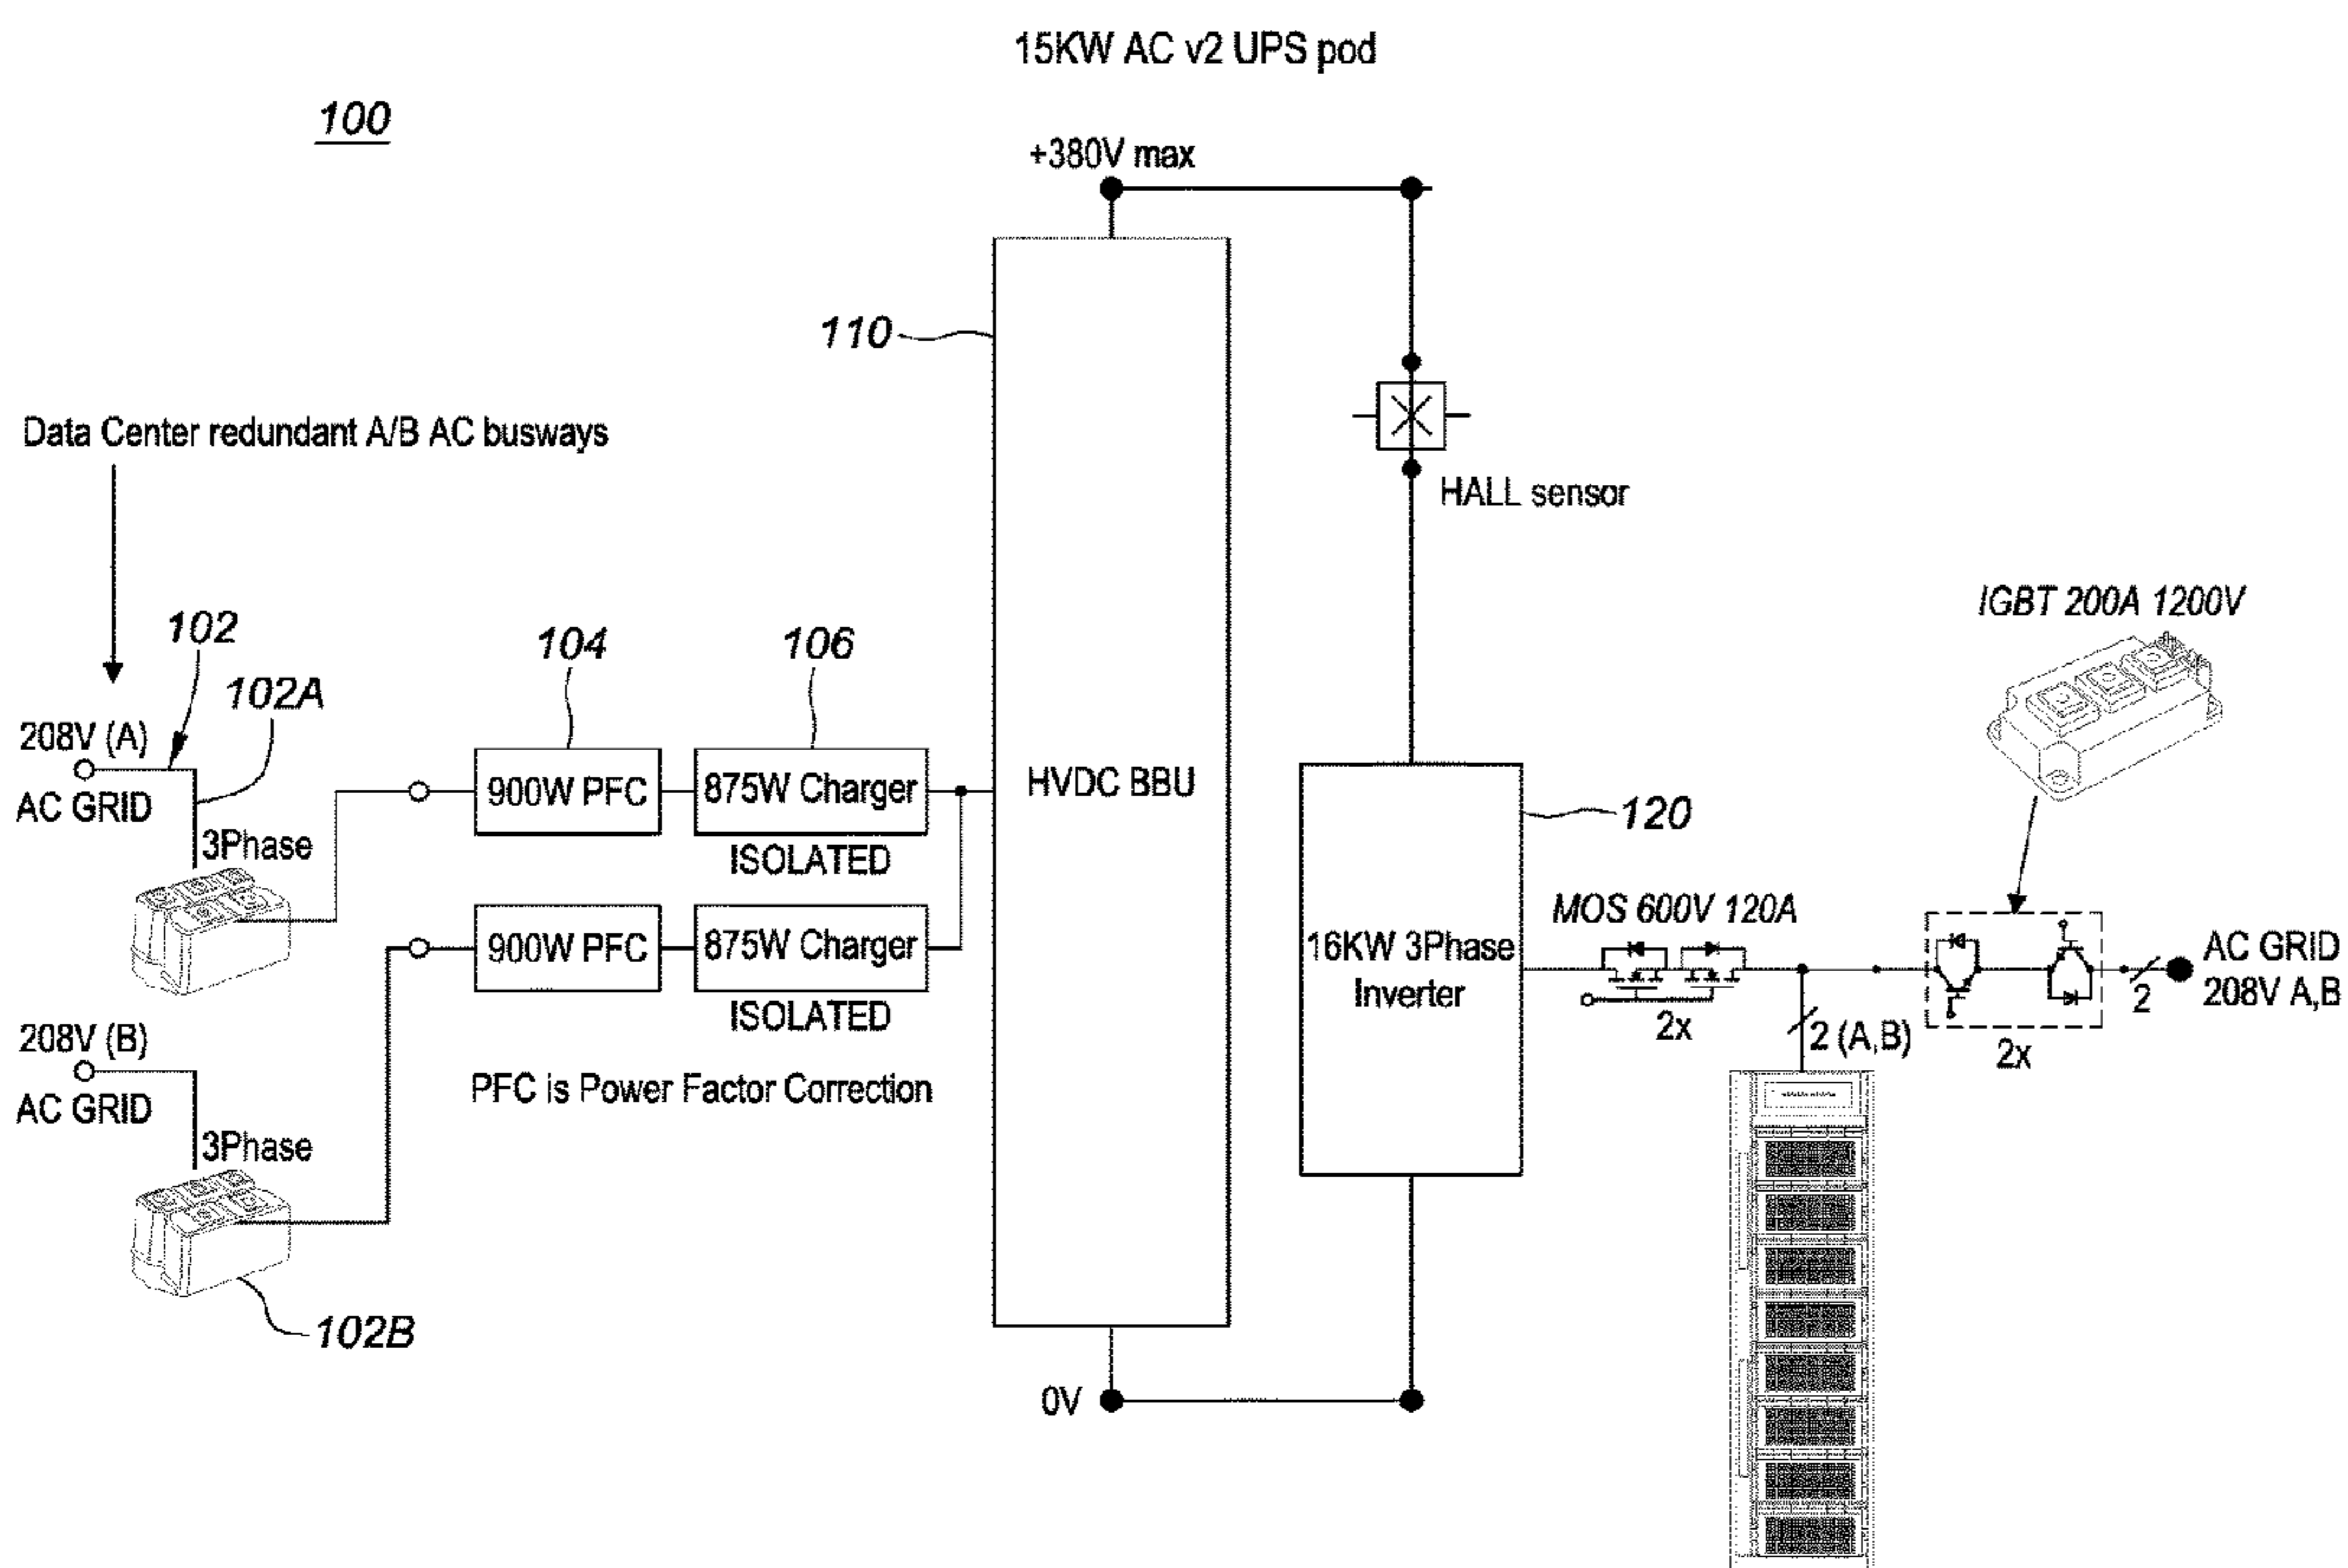 15KW AC v2 UPS pod
100
+380V max
110
Data Center redundant A/B AC busways
HALL sensor
IGBT 200A 1200V
102
104
106
102A
208V (A)
AC GRID
3Phase
900W PFC
875W Charger
ISOLATED
HVDC BBU
120
MOS 600V 120A
900W PFC
875W Charger
ISOLATED
16KW 3Phase
Inverter
2x
2 (A,B)
2x
2
AC GRID
208V A,B
208V (B)
AC GRID
3Phase
PFC is Power Factor Correction
102B
0V